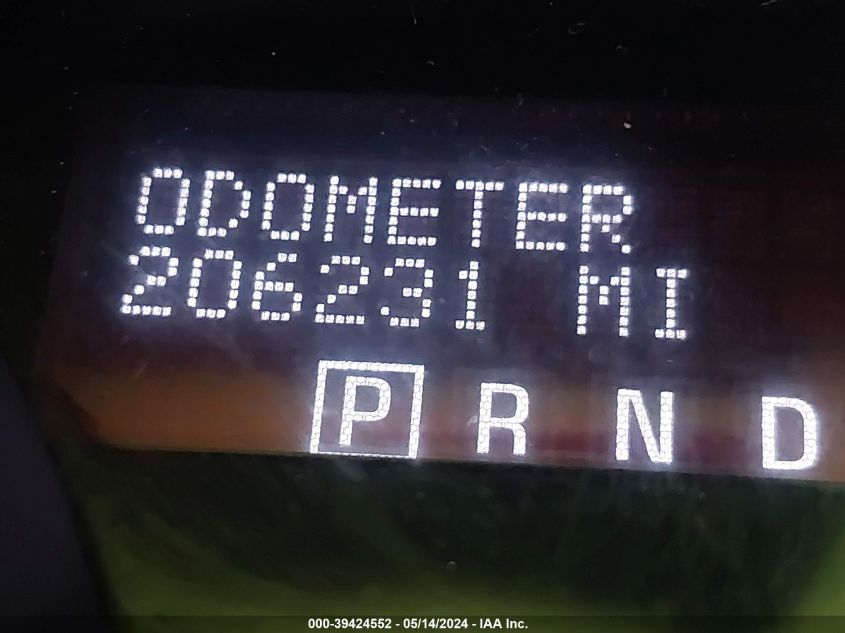 ODOMETER
206231 MI
P R N D
000-39424552 - 05/14/2024 - IAA Inc.